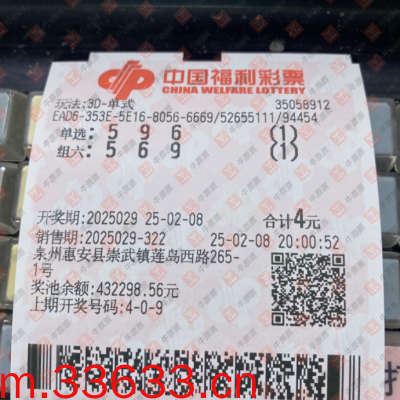 中国福利彩票
CHINA WELFARE LOTTERY
玩法:3D-单式 35058912
EAD6-353E-5E16-8056-6669/52655111/94454
单选: 5 9 6 (1)
组六: 5 6 9 (1)
开奖期:2025029 25-02-08 合计4元
销售期:2025029-322 25-02-08 20:00:52
泉州惠安县崇武镇莲岛西路265-
1号
奖池余额:432298.56元
上期开奖号码:4-0-9
m.33633.cn